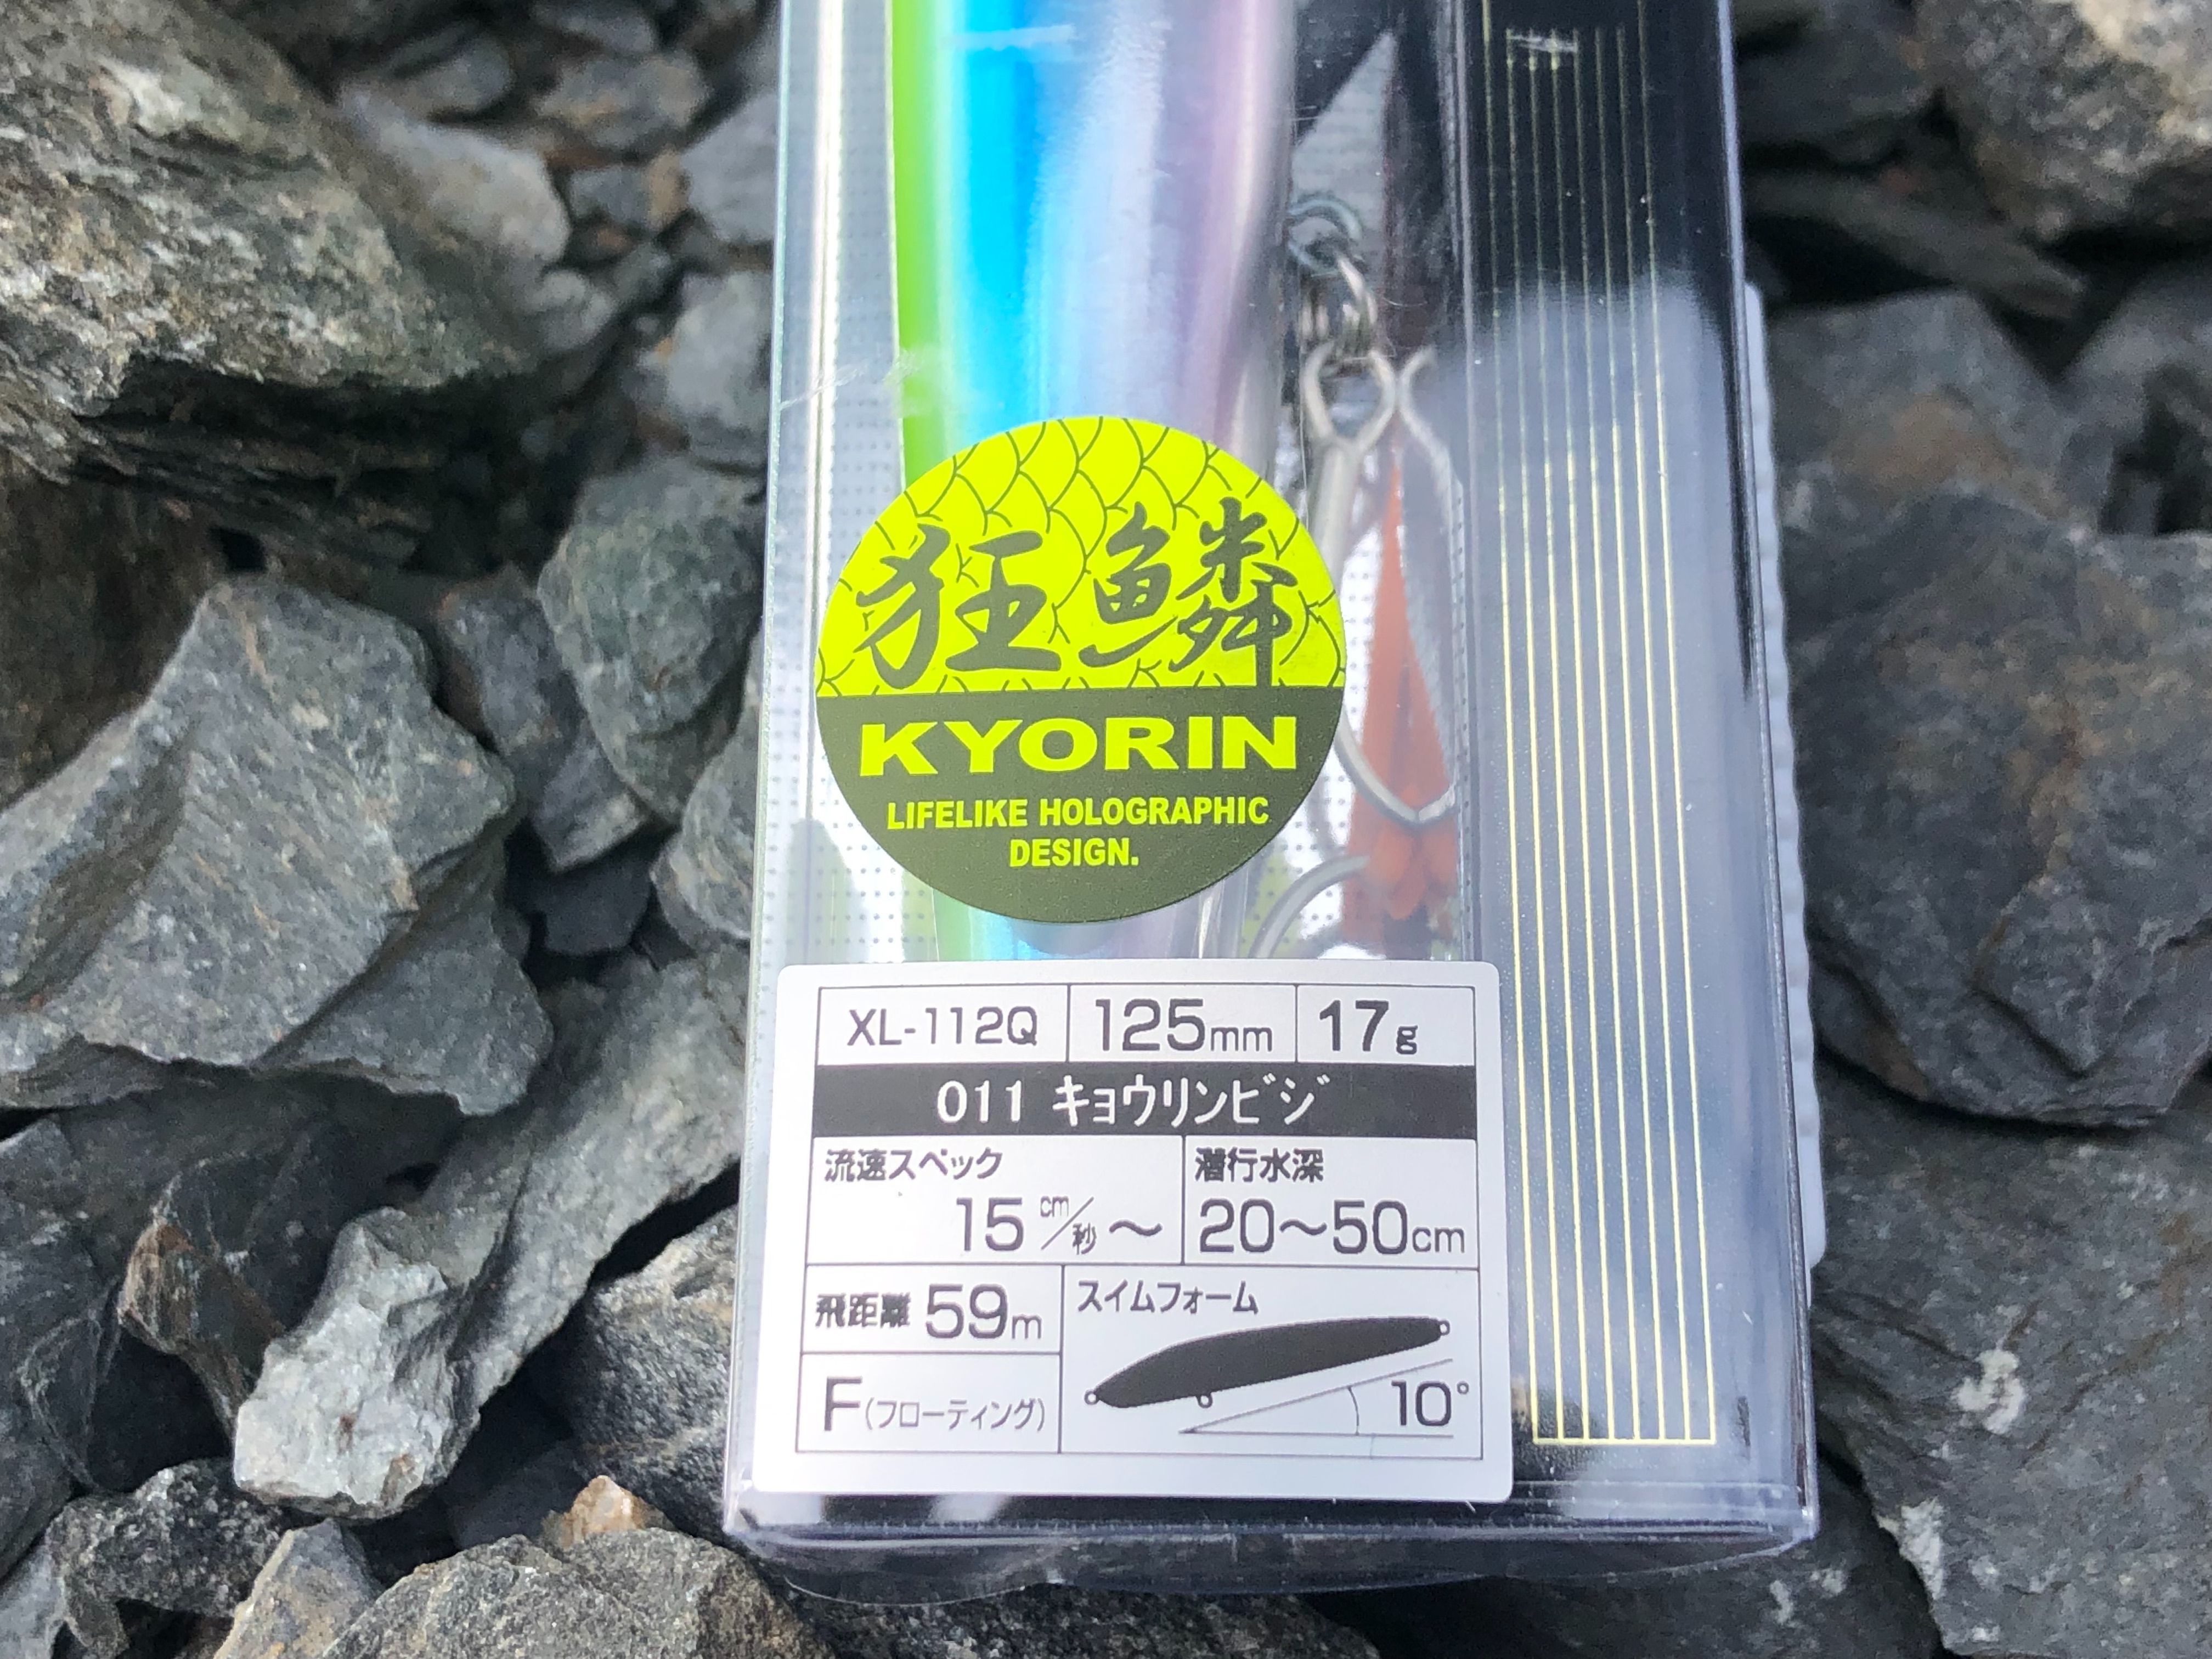 狂鱗
KYORIN
LIFELIKE HOLOGRAPHIC
DESIGN.
XL-112Q 125mm 17g
011 キョウリンビジ
流速スペック 潜行水深
15cm/秒〜 20〜50cm
飛距離 59m スイムフォーム
F(フローティング) 10°